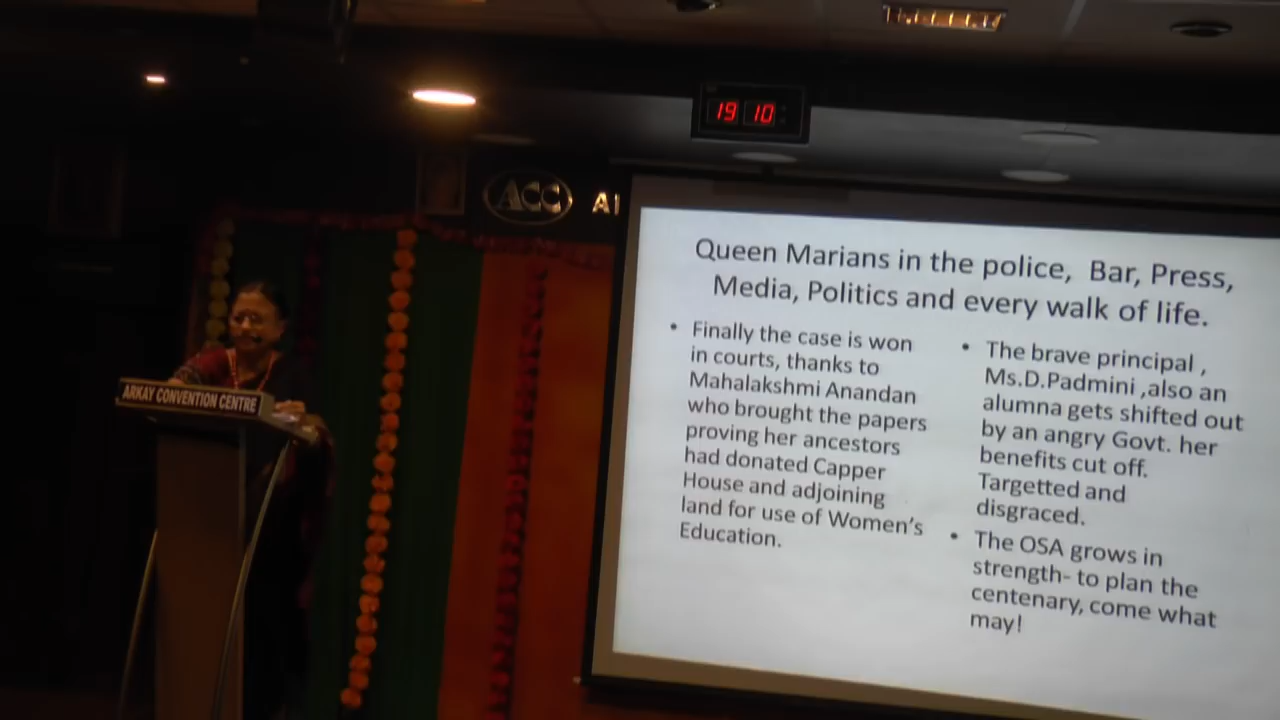 19 10
ACC
Al
ARKAY CONVENTION CENTRE
Queen Marians in the police, Bar, Press,
Media, Politics and every walk of life.
• Finally the case is won
in courts, thanks to
Mahalakshmi Anandan
who brought the papers
proving her ancestors
had donated Capper
House and adjoining
land for use of Women's
Education.
• The brave principal ,
Ms.D.Padmini ,also an
alumna gets shifted out
by an angry Govt. her
benefits cut off.
Targetted and
disgraced.
• The OSA grows in
strength- to plan the
centenary, come what
may!